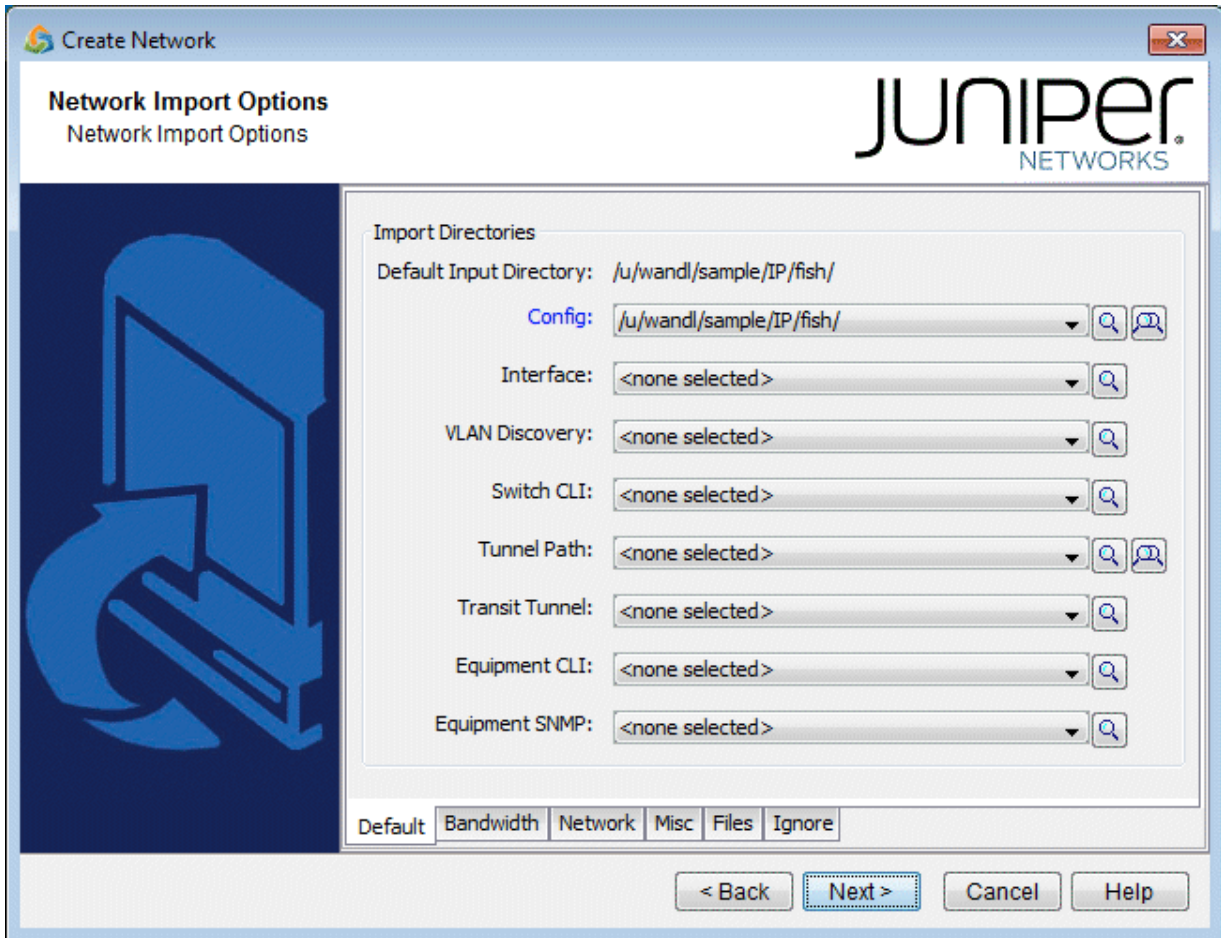 Create Network
Network Import Options
Network Import Options
JUNIPER
NETWORKS
Import Directories
Default Input Directory: /u/wandl/sample/IP/fish/
Config: /u/wandl/sample/IP/fish/
Interface: <none selected>
VLAN Discovery: <none selected>
Switch CLI: <none selected>
Tunnel Path: <none selected>
Transit Tunnel: <none selected>
Equipment CLI: <none selected>
Equipment SNMP: <none selected>
Default Bandwidth Network Misc Files Ignore
< Back Next > Cancel Help